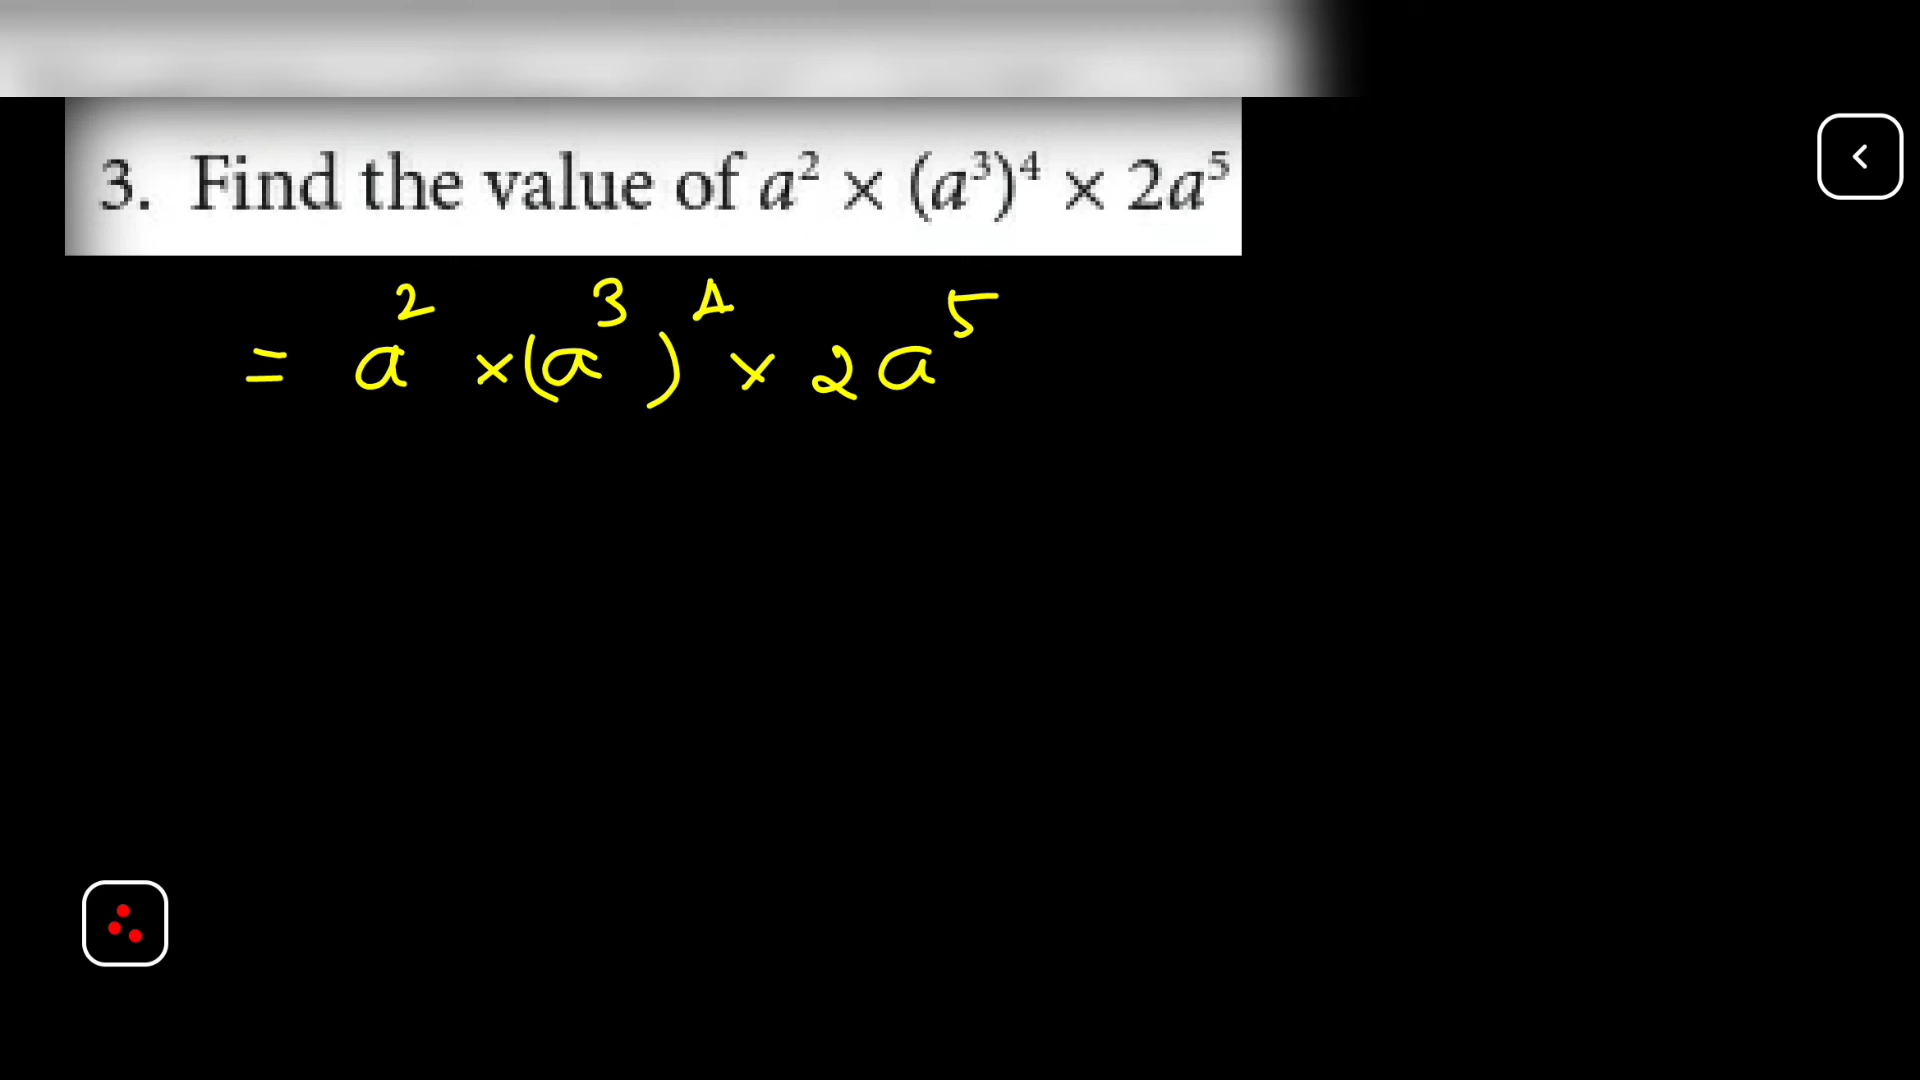 3. Find the value of a² × (a³)⁴ × 2a⁵
= a² × (a³)⁴ × 2a⁵